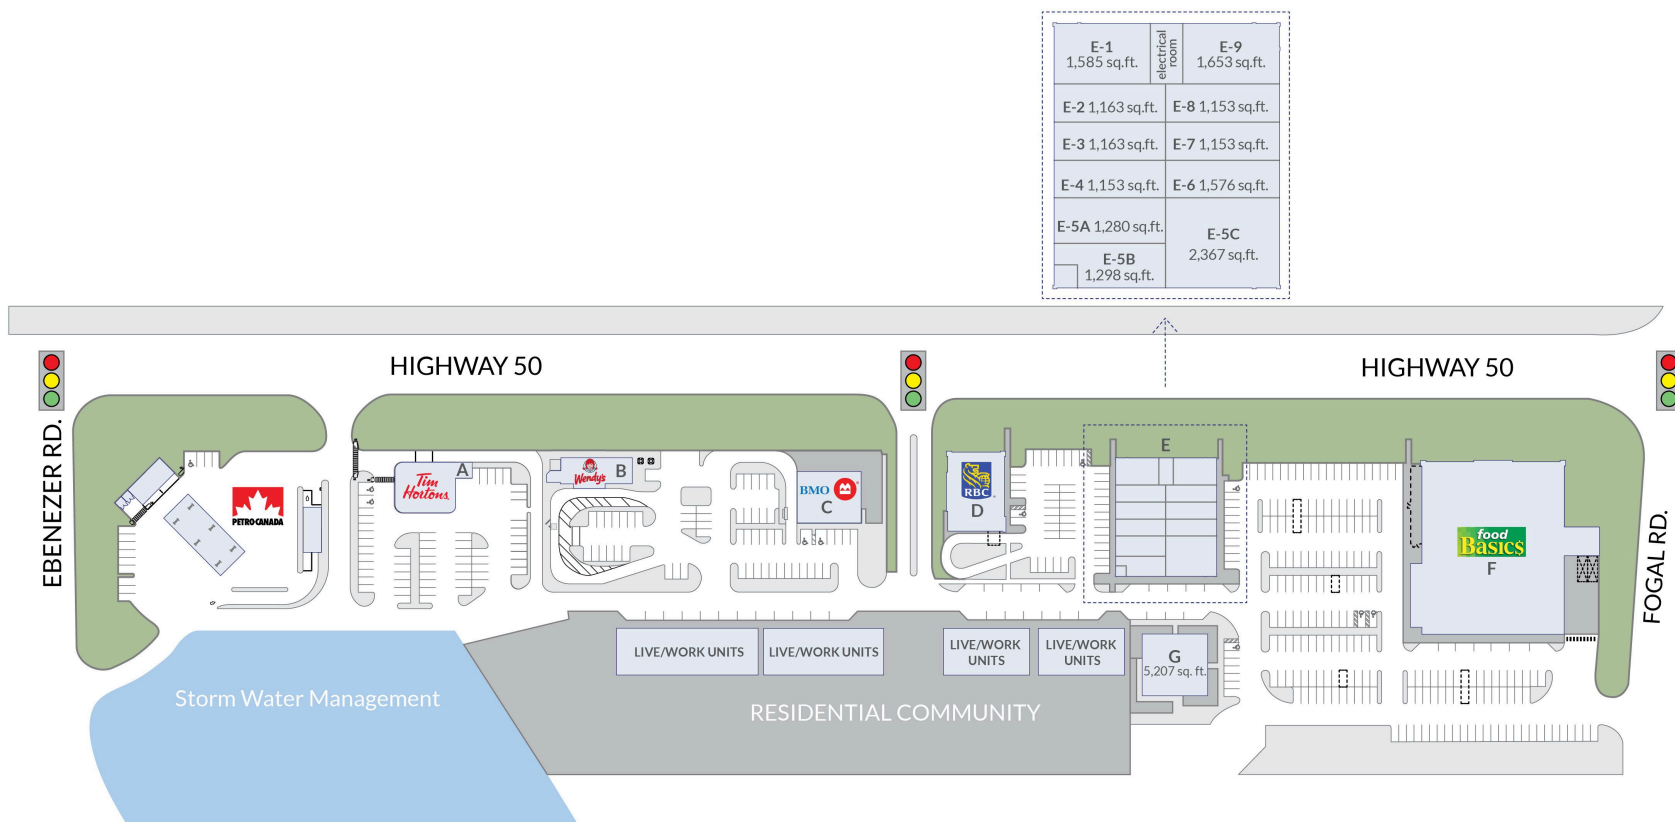 E-1
1,585 sq.ft.
electrical
room
E-9
1,653 sq.ft.
E-2 1,163 sq.ft.
E-8 1,153 sq.ft.
E-3 1,163 sq.ft.
E-7 1,153 sq.ft.
E-4 1,153 sq.ft.
E-6 1,576 sq.ft.
E-5A 1,280 sq.ft.
E-5C
2,367 sq.ft.
E-5B
1,298 sq.ft.
HIGHWAY 50
HIGHWAY 50
EBENEZER RD.
FOGAL RD.
PETRO-CANADA
A
Tim
Hortons
B
Wendy's
BMO
C
RBC
D
E
food
Basics
F
LIVE/WORK UNITS
LIVE/WORK UNITS
LIVE/WORK
UNITS
LIVE/WORK
UNITS
G
5,207 sq. ft.
Storm Water Management
RESIDENTIAL COMMUNITY